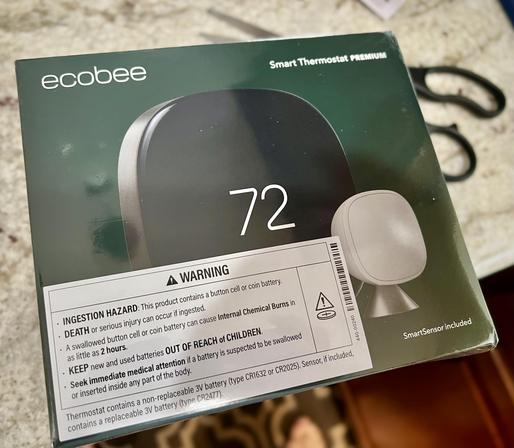 ecobee
Smart Thermostat PREMIUM
72
WARNING
· INGESTION HAZARD: This product contains a button cell or coin battery.
· DEATH or serious injury can occur if ingested.
· A swallowed button cell or coin battery can cause Internal Chemical Burns in
as little as 2 hours.
· KEEP new and used batteries OUT OF REACH of CHILDREN.
· Seek immediate medical attention if a battery is suspected to be swallowed
or inserted inside any part of the body.
Thermostat contains a non-replaceable 3V battery (type CR1632 or CR2025). Sensor, if included,
contains a replaceable 3V battery (type CR2477).
SmartSensor included